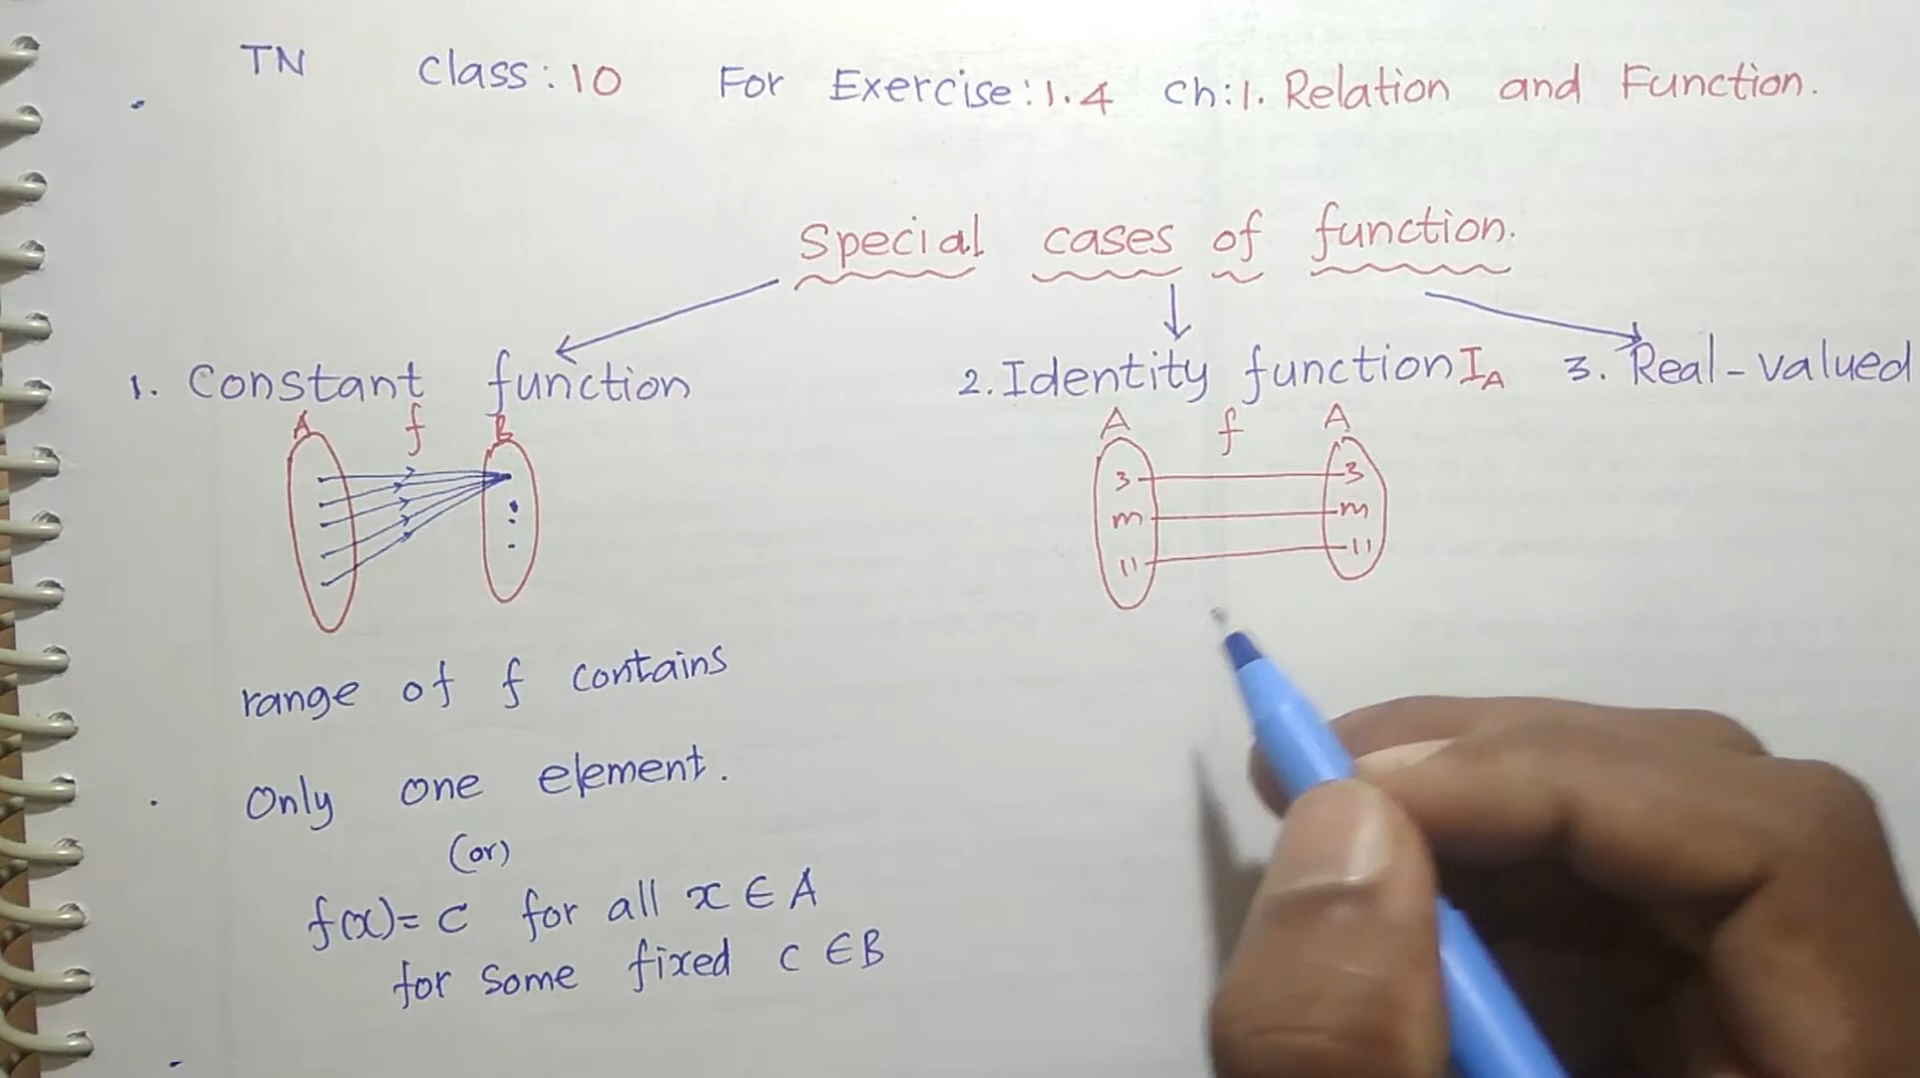 TN Class: 10 For Exercise: 1.4 Ch: 1. Relation and Function.
Special cases of function.
1. Constant function
A f B
range of f contains
Only one element.
(or)
f(x) = c for all x ∈ A
for some fixed c ∈ B
2. Identity function I_A
A f A
3 3
m m
11 11
3. Real-valued